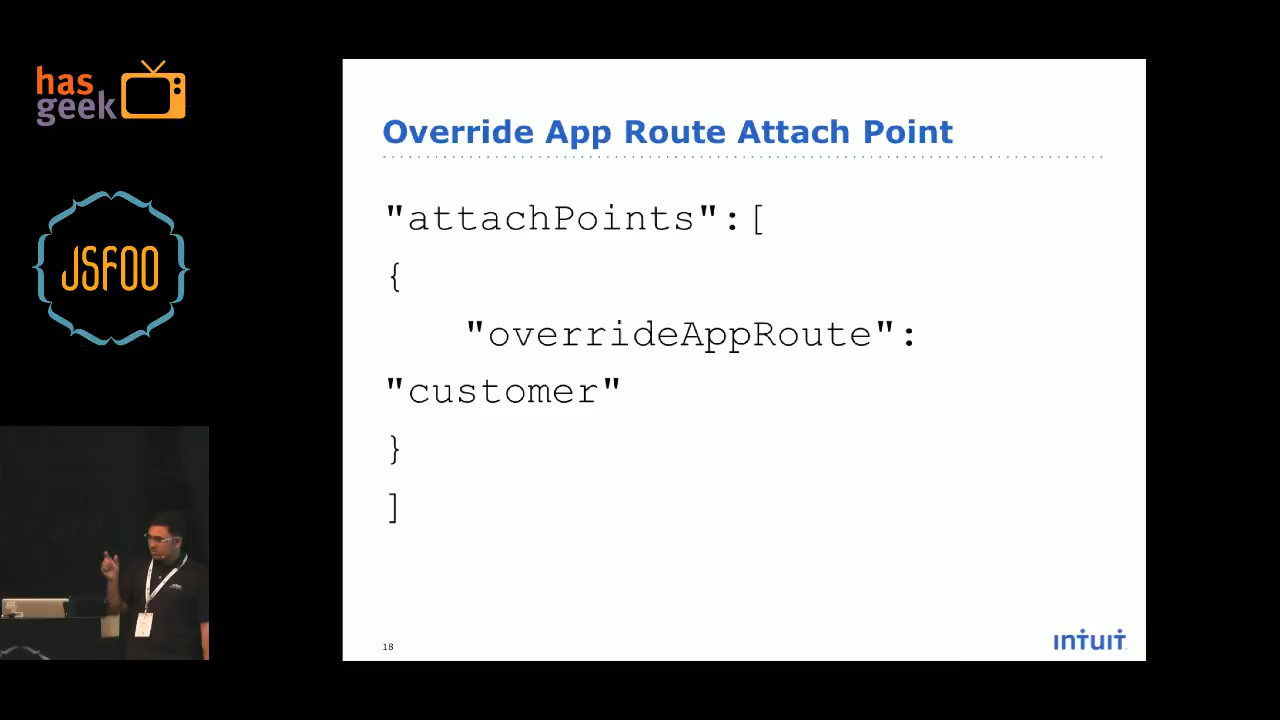 has
geek
JSFOO
Override App Route Attach Point
"attachPoints":[
{
"overrideAppRoute":
"customer"
}
]
18
intuit